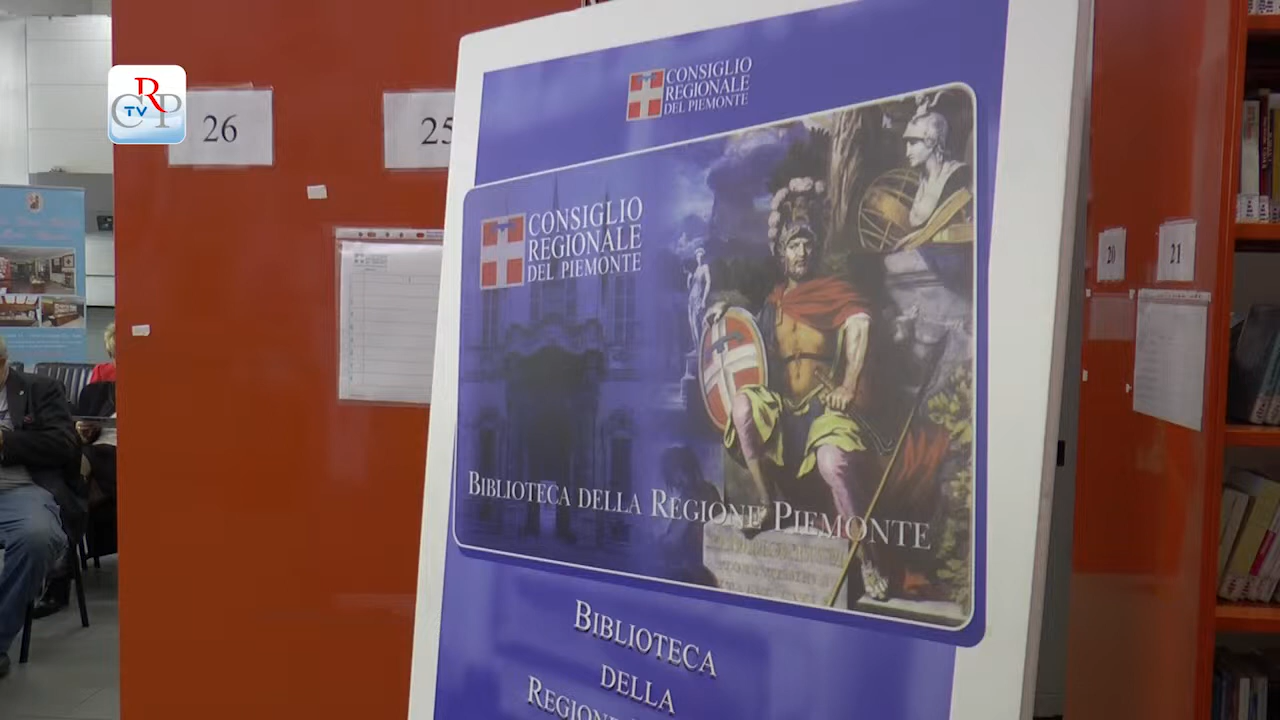 CRP
TV
26
25
CONSIGLIO
REGIONALE
DEL PIEMONTE
CONSIGLIO
REGIONALE
DEL PIEMONTE
BIBLIOTECA DELLA REGIONE PIEMONTE
BIBLIOTECA
DELLA
20
21